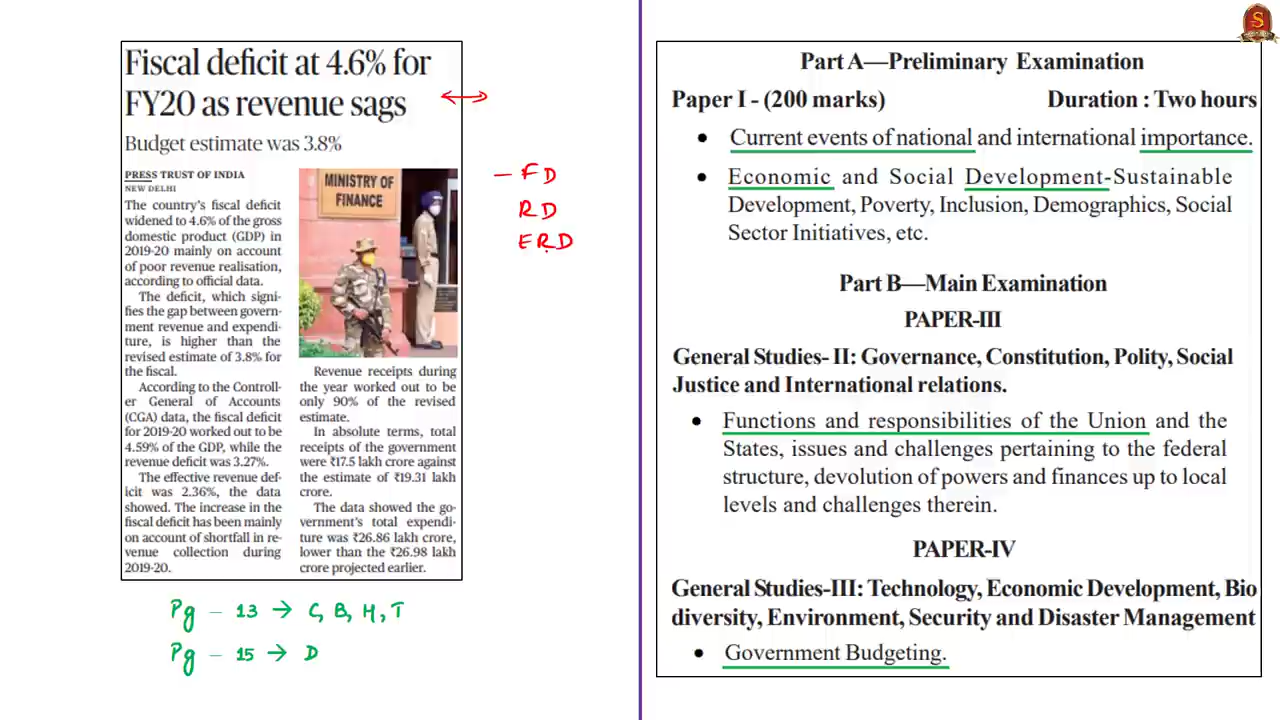 Fiscal deficit at 4.6% for
FY20 as revenue sags
Budget estimate was 3.8%
PRESS TRUST OF INDIA
NEW DELHI
The country's fiscal deficit
widened to 4.6% of the gross
domestic product (GDP) in
2019-20 mainly on account
of poor revenue realisation,
according to official data.
The deficit, which signi-
fies the gap between govern-
ment revenue and expendi-
ture, is higher than the
revised estimate of 3.8% for
the fiscal.
According to the Controll-
er General of Accounts
(CGA) data, the fiscal deficit
for 2019-20 worked out to be
4.59% of the GDP, while the
revenue deficit was 3.27%.
The effective revenue def-
icit was 2.36%, the data
showed. The increase in the
fiscal deficit has been mainly
on account of shortfall in re-
venue collection during
2019-20.
MINISTRY OF
FINANCE
Revenue receipts during
the year worked out to be
only 90% of the revised
estimate.
In absolute terms, total
receipts of the government
were ₹17.5 lakh crore against
the estimate of ₹19.31 lakh
crore.
The data showed the go-
vernment's total expendi-
ture was ₹26.86 lakh crore,
lower than the ₹26.98 lakh
crore projected earlier.
- FD
RD
ERD
Pg - 13 → C, B, H, T
Pg - 15 → D
S
Part A—Preliminary Examination
Paper I - (200 marks) Duration : Two hours
• Current events of national and international importance.
• Economic and Social Development-Sustainable
Development, Poverty, Inclusion, Demographics, Social
Sector Initiatives, etc.
Part B—Main Examination
PAPER-III
General Studies- II: Governance, Constitution, Polity, Social
Justice and International relations.
• Functions and responsibilities of the Union and the
States, issues and challenges pertaining to the federal
structure, devolution of powers and finances up to local
levels and challenges therein.
PAPER-IV
General Studies-III: Technology, Economic Development, Bio
diversity, Environment, Security and Disaster Management
• Government Budgeting.